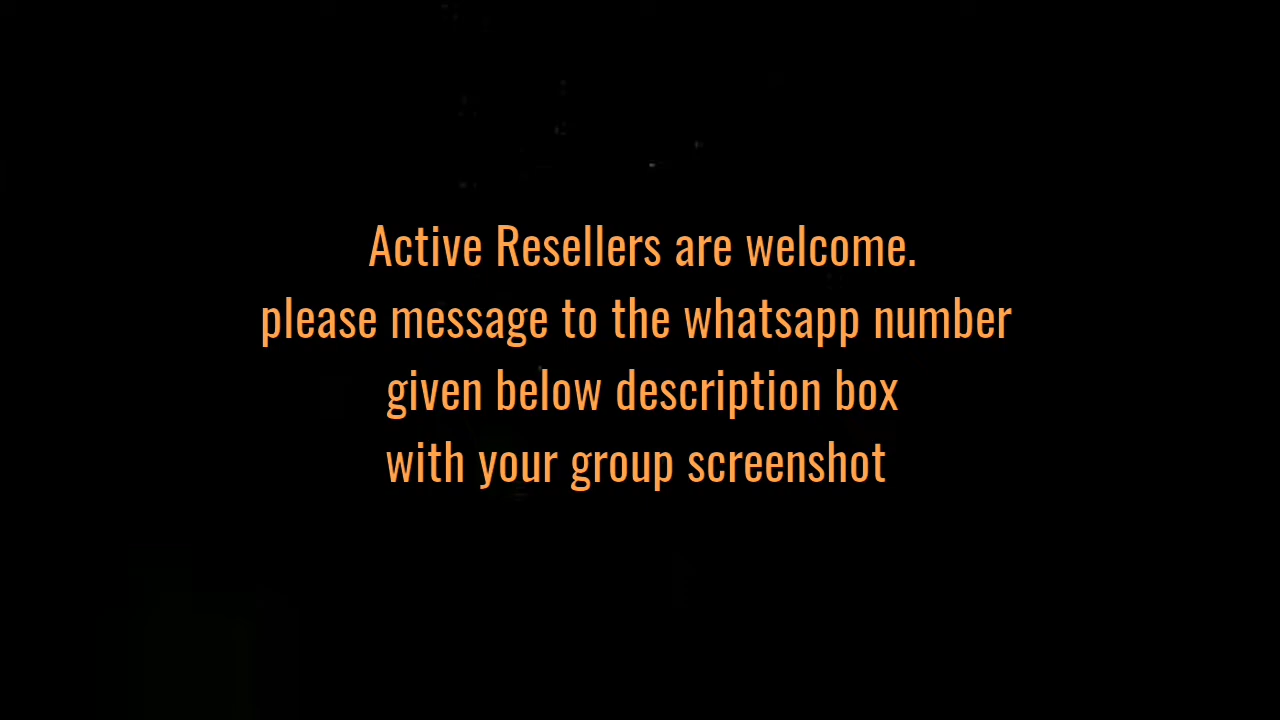 Active Resellers are welcome.
please message to the whatsapp number
given below description box
with your group screenshot